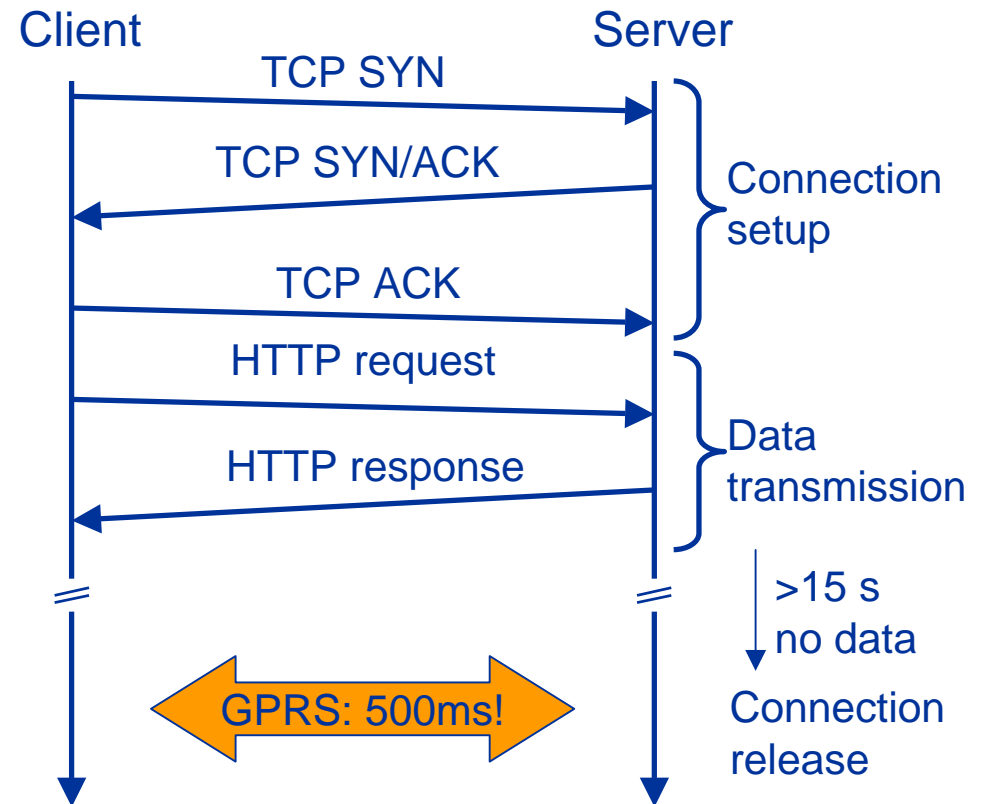 Client
Server
TCP SYN
TCP SYN/ACK
Connection
setup
TCP ACK
HTTP request
Data
transmission
HTTP response
>15 s
no data
GPRS: 500ms!
Connection
release